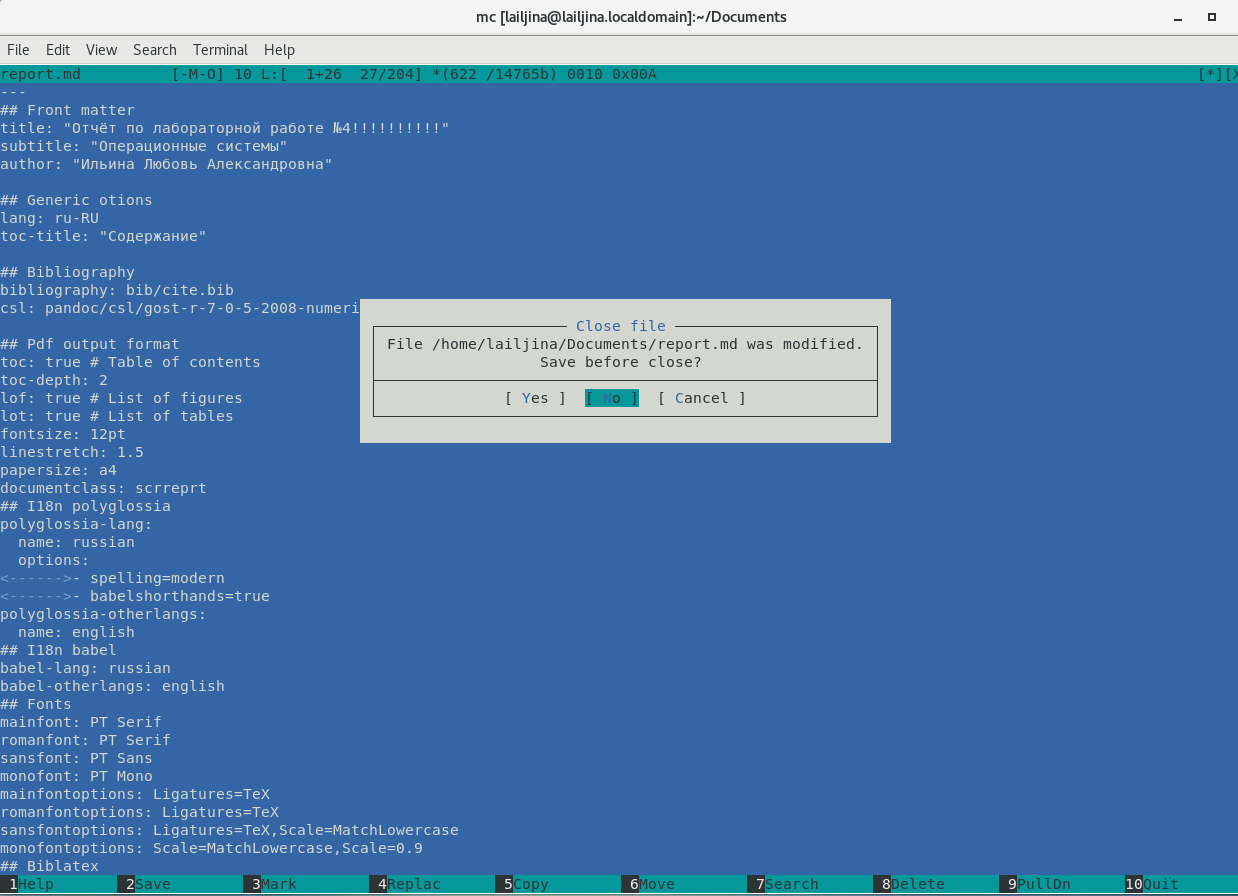 mc [lailjina@lailjina.localdomain]:~/Documents
File Edit View Search Terminal Help
report.md [-M-O] 10 L:[ 1+26 27/204] *(622 /14765b) 0010 0x00A [*][X
---
## Front matter
title: "Отчёт по лабораторной работе №4!!!!!!!!!!"
subtitle: "Операционные системы"
author: "Ильина Любовь Александровна"
## Generic otions
lang: ru-RU
toc-title: "Содержание"
## Bibliography
bibliography: bib/cite.bib
csl: pandoc/csl/gost-r-7-0-5-2008-numeri
Close file
File /home/lailjina/Documents/report.md was modified.
Save before close?
[ Yes ] [ No ] [ Cancel ]
## Pdf output format
toc: true # Table of contents
toc-depth: 2
lof: true # List of figures
lot: true # List of tables
fontsize: 12pt
linestretch: 1.5
papersize: a4
documentclass: scrreprt
## I18n polyglossia
polyglossia-lang:
  name: russian
  options:
<------>- spelling=modern
<------>- babelshorthands=true
polyglossia-otherlangs:
  name: english
## I18n babel
babel-lang: russian
babel-otherlangs: english
## Fonts
mainfont: PT Serif
romanfont: PT Serif
sansfont: PT Sans
monofont: PT Mono
mainfontoptions: Ligatures=TeX
romanfontoptions: Ligatures=TeX
sansfontoptions: Ligatures=TeX,Scale=MatchLowercase
monofontoptions: Scale=MatchLowercase,Scale=0.9
## Biblatex
1Help 2Save 3Mark 4Replac 5Copy 6Move 7Search 8Delete 9PullDn 10Quit